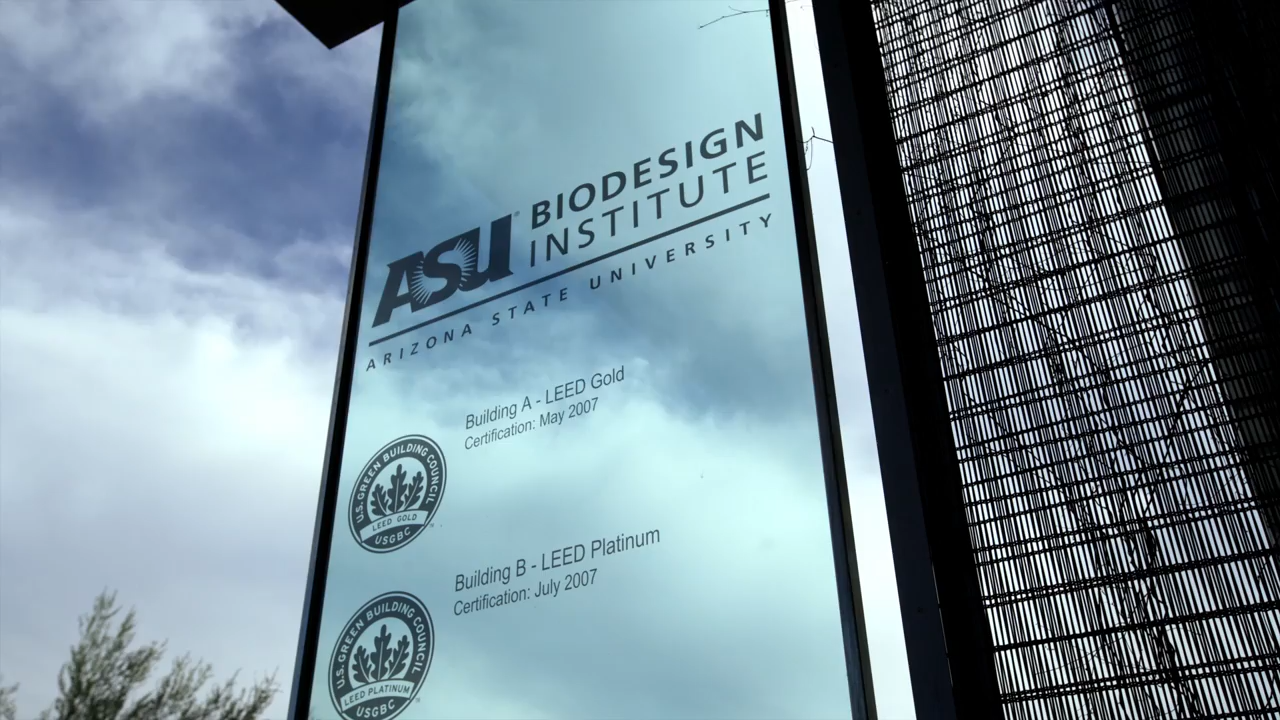 ASU® BIODESIGN
INSTITUTE
ARIZONA STATE UNIVERSITY
Building A - LEED Gold
Certification: May 2007
U.S. GREEN BUILDING COUNCIL
LEED GOLD
USGBC
Building B - LEED Platinum
Certification: July 2007
U.S. GREEN BUILDING COUNCIL
LEED PLATINUM
USGBC